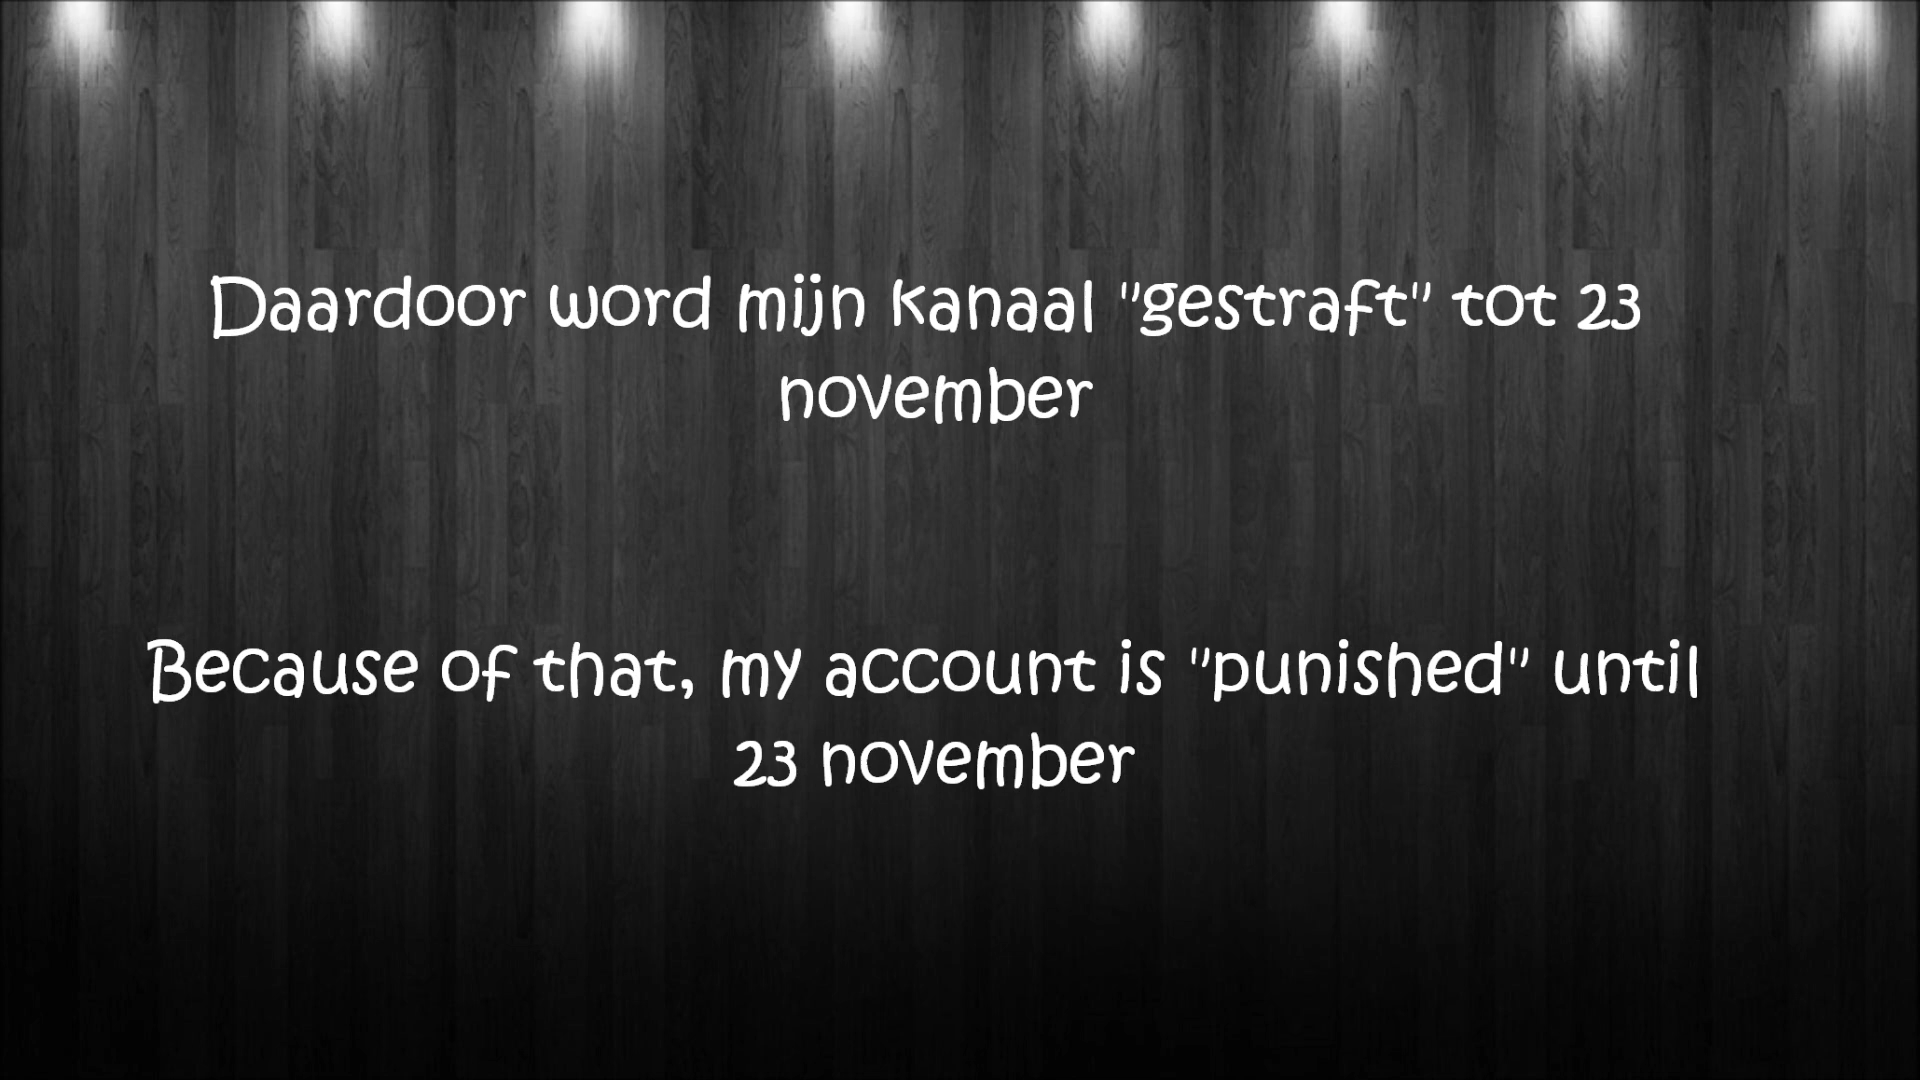 Daardoor word mijn kanaal "gestraft" tot 23
november
Because of that, my account is "punished" until
23 november